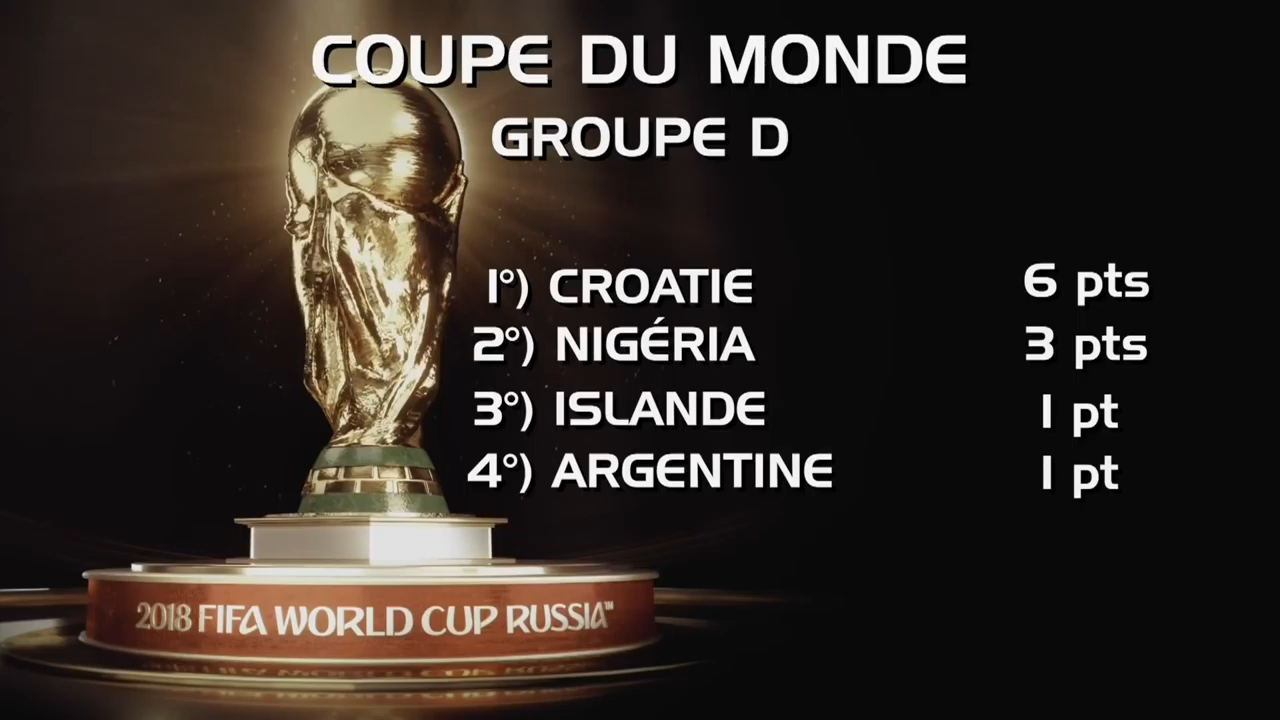 COUPE DU MONDE
GROUPE D
1°) CROATIE 6 pts
2°) NIGÉRIA 3 pts
3°) ISLANDE 1 pt
4°) ARGENTINE 1 pt
2018 FIFA WORLD CUP RUSSIA™